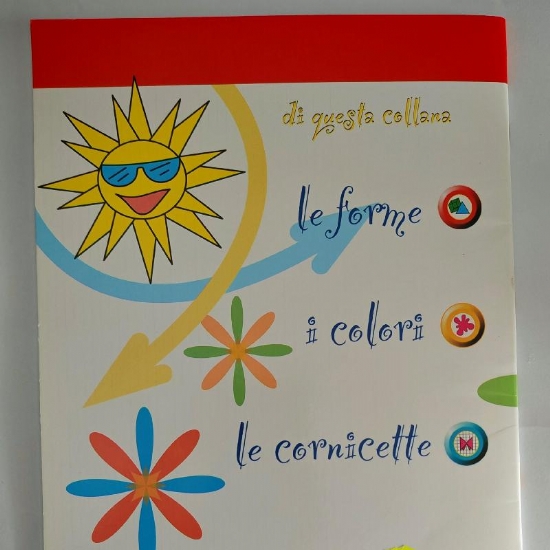 di questa collana
le forme
i colori
le cornicette